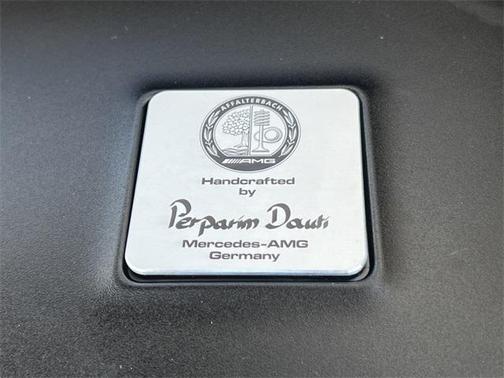 AFFALTERBACH
AMG
Handcrafted
by
Perparim Dauti
Mercedes-AMG
Germany